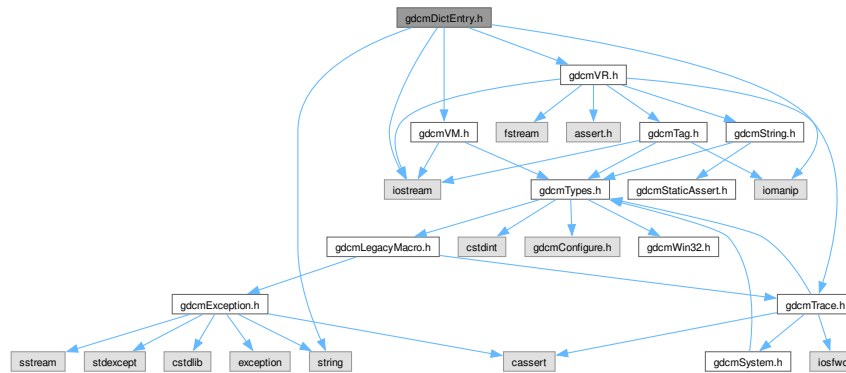 gdcmDictEntry.h
gdcmVR.h
gdcmVM.h
fstream
assert.h
gdcmTag.h
gdcmString.h
iostream
gdcmTypes.h
gdcmStaticAssert.h
iomanip
gdcmLegacyMacro.h
cstdint
gdcmConfigure.h
gdcmWin32.h
gdcmException.h
gdcmTrace.h
sstream
stdexcept
cstdlib
exception
string
cassert
gdcmSystem.h